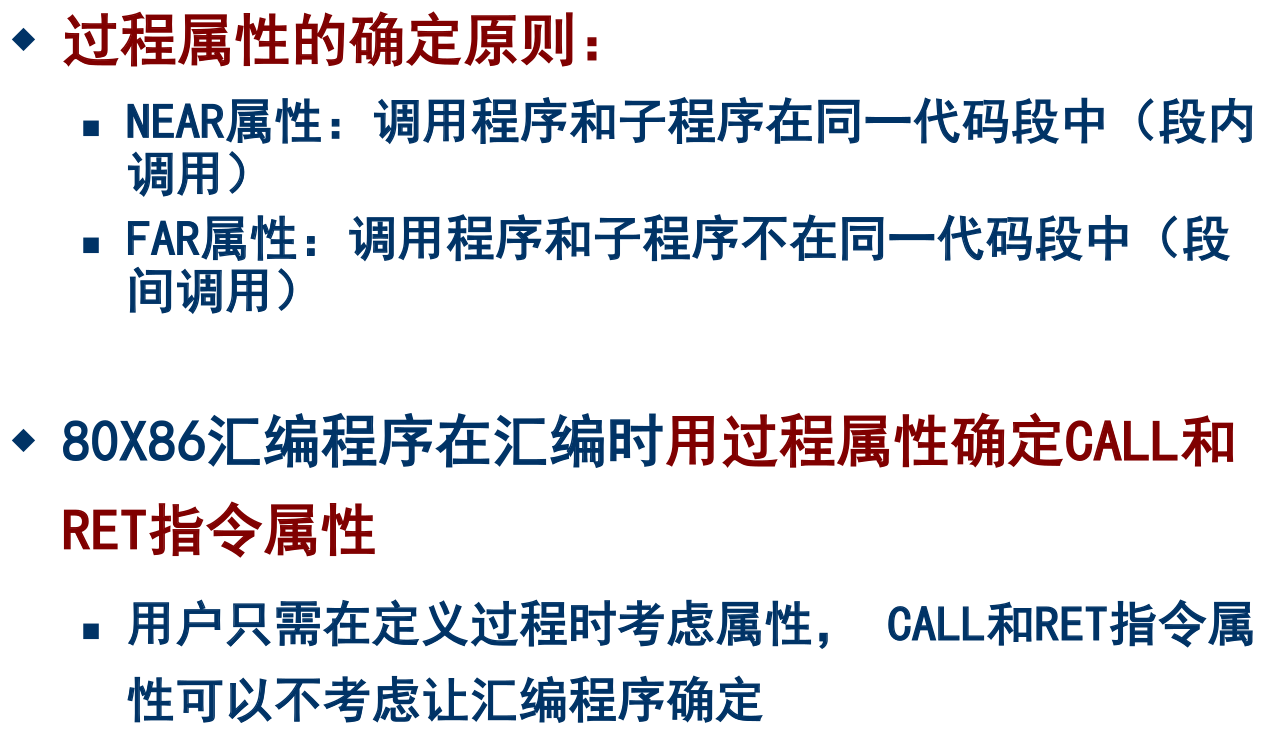 过程属性的确定原则：
NEAR属性：调用程序和子程序在同一代码段中（段内
调用）
FAR属性：调用程序和子程序不在同一代码段中（段
间调用）
80X86汇编程序在汇编时用过程属性确定CALL和
RET指令属性
用户只需在定义过程时考虑属性， CALL和RET指令属
性可以不考虑让汇编程序确定